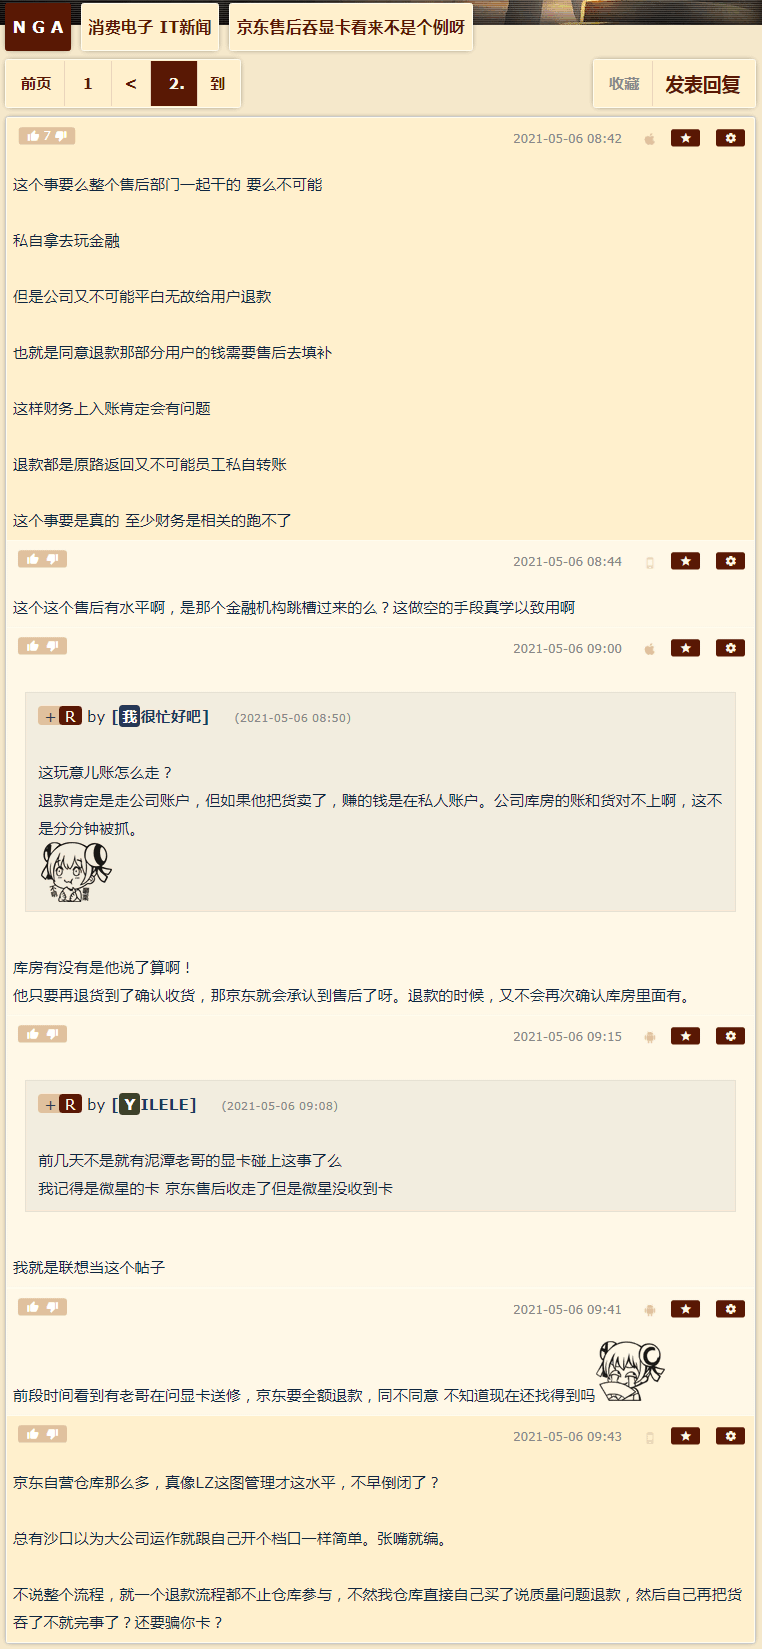 NGA 消费电子 IT新闻 京东售后吞显卡看来不是个例呀
前页 1 < 2. 到 收藏 发表回复
7 2021-05-06 08:42
这个事要么整个售后部门一起干的 要么不可能
私自拿去玩金融
但是公司又不可能平白无故给用户退款
也就是同意退款那部分用户的钱需要售后去填补
这样财务上入账肯定会有问题
退款都是原路返回又不可能员工私自转账
这个事要是真的 至少财务是相关的跑不了
2021-05-06 08:44
这个这个售后有水平啊，是那个金融机构跳槽过来的么？这做空的手段真学以致用啊
2021-05-06 09:00
+ R by [我很忙好吧] (2021-05-06 08:50)
这玩意儿账怎么走？
退款肯定是走公司账户，但如果他把货卖了，赚的钱是在私人账户。公司库房的账和货对不上啊，这不
是分分钟被抓。
库房有没有是他说了算啊！
他只要再退货到了确认收货，那京东就会承认到售后了呀。退款的时候，又不会再次确认库房里面有。
2021-05-06 09:15
+ R by [YILELE] (2021-05-06 09:08)
前几天不是就有泥潭老哥的显卡碰上这事了么
我记得是微星的卡 京东售后收走了但是微星没收到卡
我就是联想当这个帖子
2021-05-06 09:41
前段时间看到有老哥在问显卡送修，京东要全额退款，同不同意 不知道现在还找得到吗
2021-05-06 09:43
京东自营仓库那么多，真像LZ这图管理才这水平，不早倒闭了？
总有沙口以为大公司运作就跟自己开个档口一样简单。张嘴就编。
不说整个流程，就一个退款流程都不止仓库参与，不然我仓库直接自己买了说质量问题退款，然后自己再把货
吞了不就完事了？还要骗你卡？